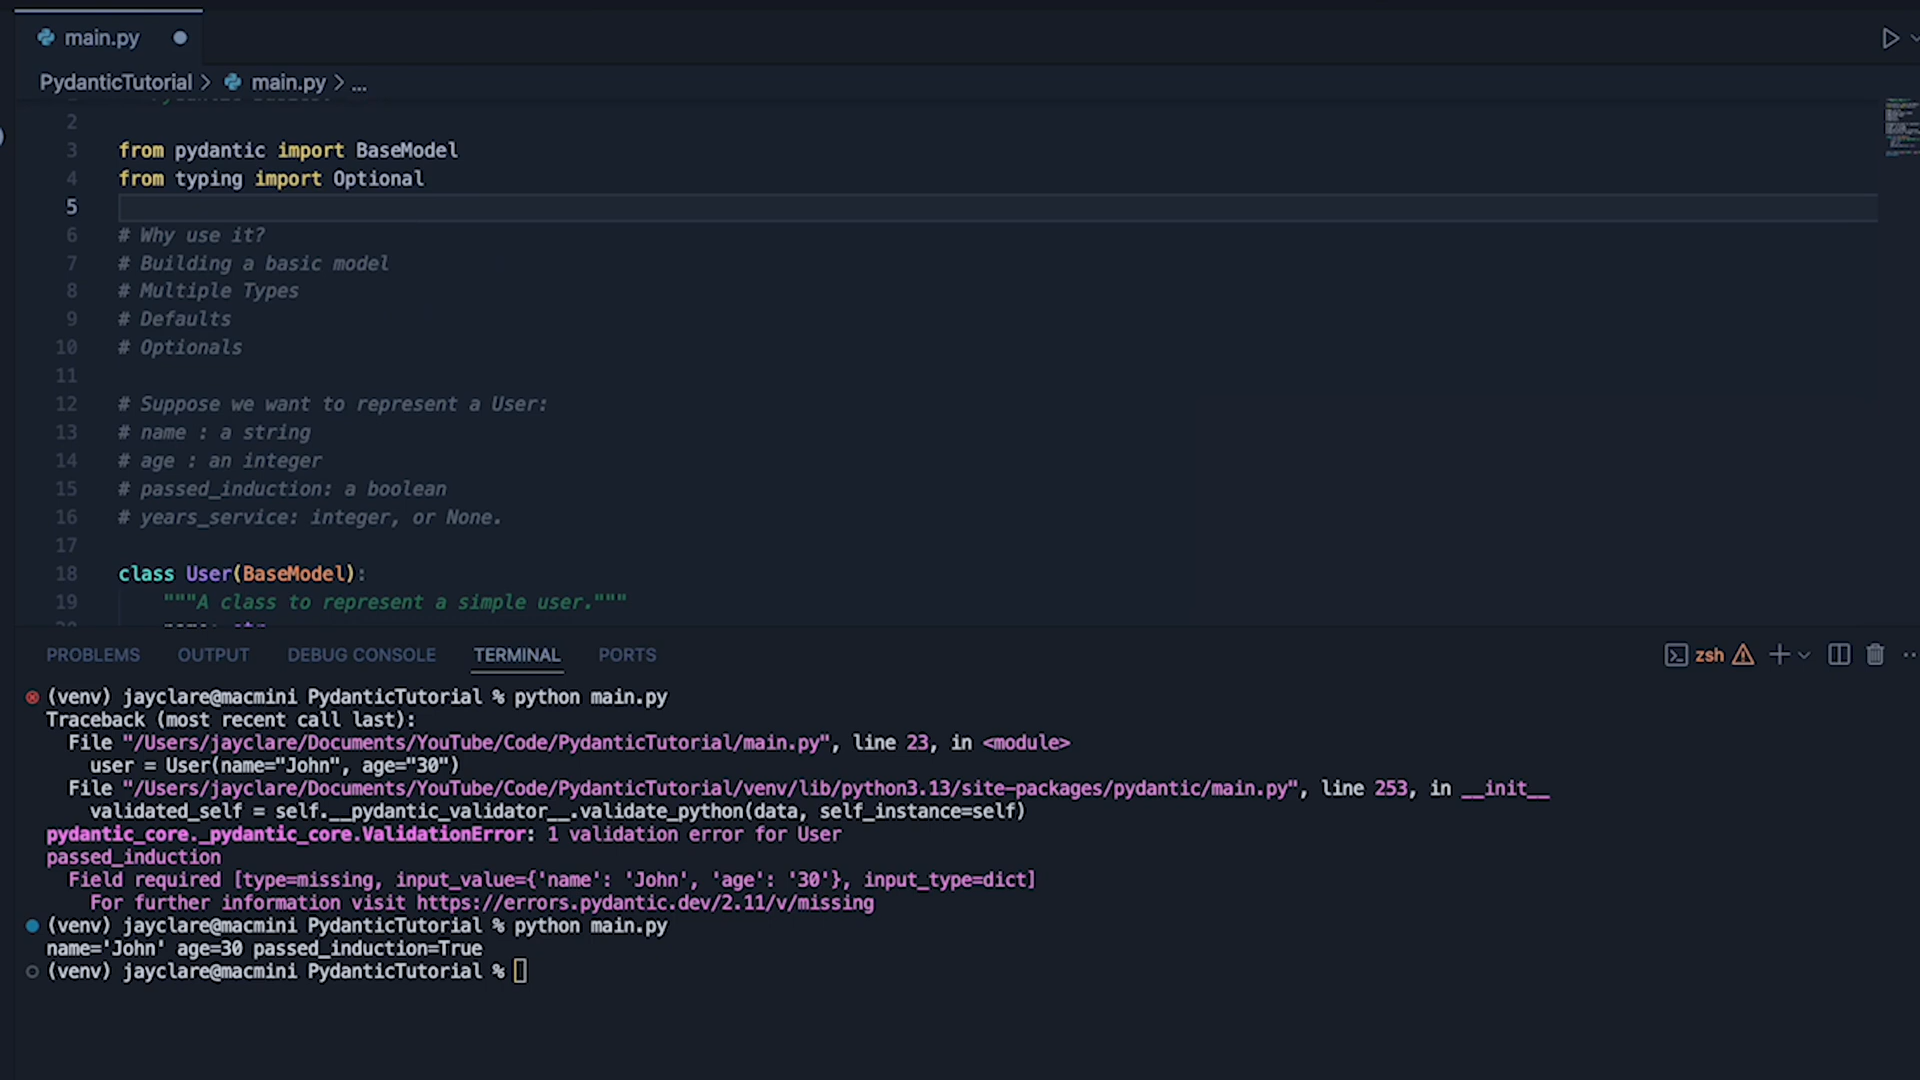 main.py
PydanticTutorial > main.py > ...
2
3 from pydantic import BaseModel
4 from typing import Optional
5
6 # Why use it?
7 # Building a basic model
8 # Multiple Types
9 # Defaults
10 # Optionals
11
12 # Suppose we want to represent a User:
13 # name : a string
14 # age : an integer
15 # passed_induction: a boolean
16 # years_service: integer, or None.
17
18 class User(BaseModel):
19 """A class to represent a simple user."""
PROBLEMS OUTPUT DEBUG CONSOLE TERMINAL PORTS zsh
(venv) jayclare@macmini PydanticTutorial % python main.py
Traceback (most recent call last):
File "/Users/jayclare/Documents/YouTube/Code/PydanticTutorial/main.py", line 23, in <module>
user = User(name="John", age="30")
File "/Users/jayclare/Documents/YouTube/Code/PydanticTutorial/venv/lib/python3.13/site-packages/pydantic/main.py", line 253, in __init__
validated_self = self.__pydantic_validator__.validate_python(data, self_instance=self)
pydantic_core._pydantic_core.ValidationError: 1 validation error for User
passed_induction
Field required [type=missing, input_value={'name': 'John', 'age': '30'}, input_type=dict]
For further information visit https://errors.pydantic.dev/2.11/v/missing
(venv) jayclare@macmini PydanticTutorial % python main.py
name='John' age=30 passed_induction=True
(venv) jayclare@macmini PydanticTutorial %